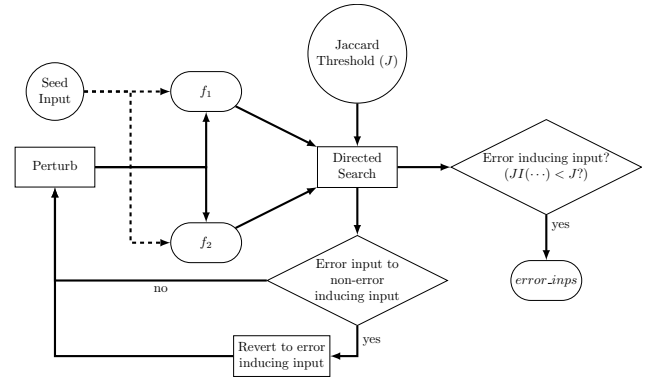 Jaccard
Threshold (J)
Seed
Input
f₁
Perturb
Directed
Search
Error inducing input?
(JI(···) < J?)
yes
f₂
Error input to
non-error
inducing input
error_inps
no
yes
Revert to error
inducing input